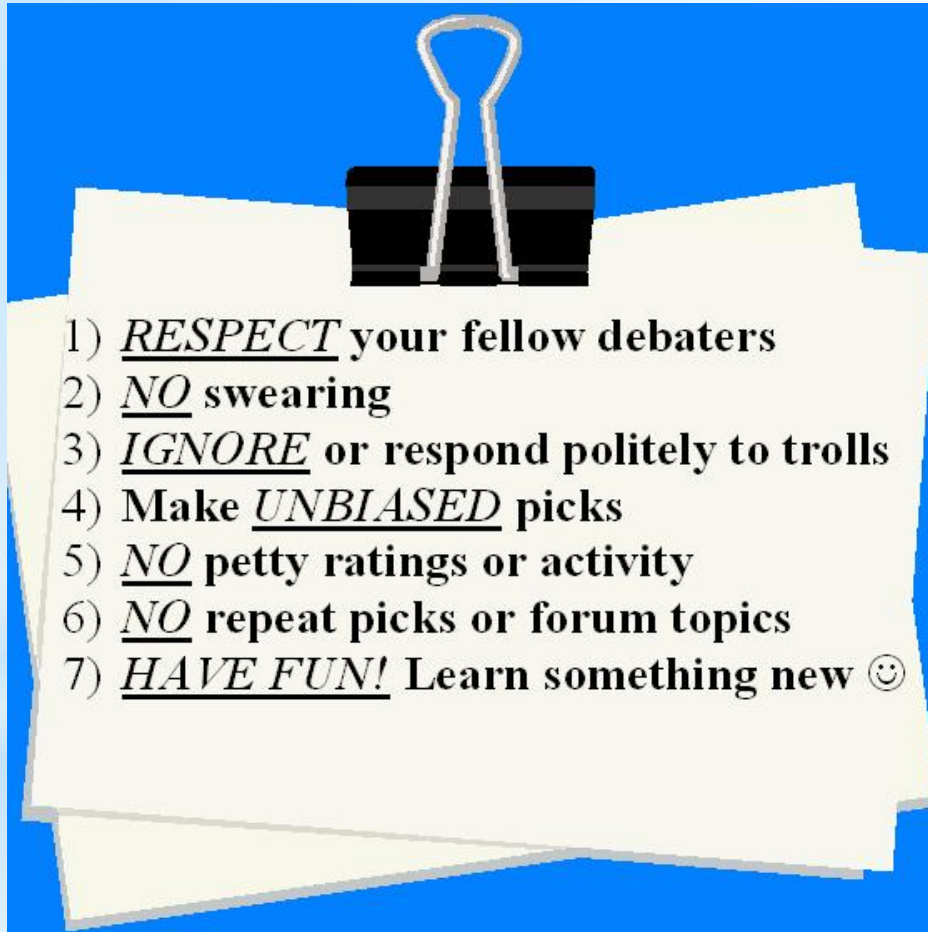 1) RESPECT your fellow debaters
2) NO swearing
3) IGNORE or respond politely to trolls
4) Make UNBIASED picks
5) NO petty ratings or activity
6) NO repeat picks or forum topics
7) HAVE FUN! Learn something new ☺